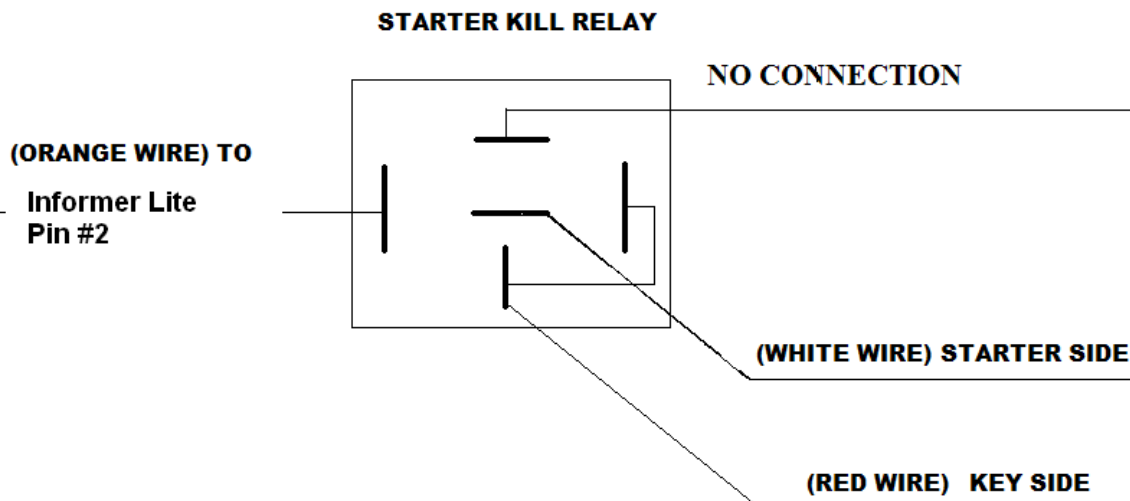 STARTER KILL RELAY
NO CONNECTION
(ORANGE WIRE) TO
Informer Lite
Pin #2
(WHITE WIRE) STARTER SIDE
(RED WIRE) KEY SIDE